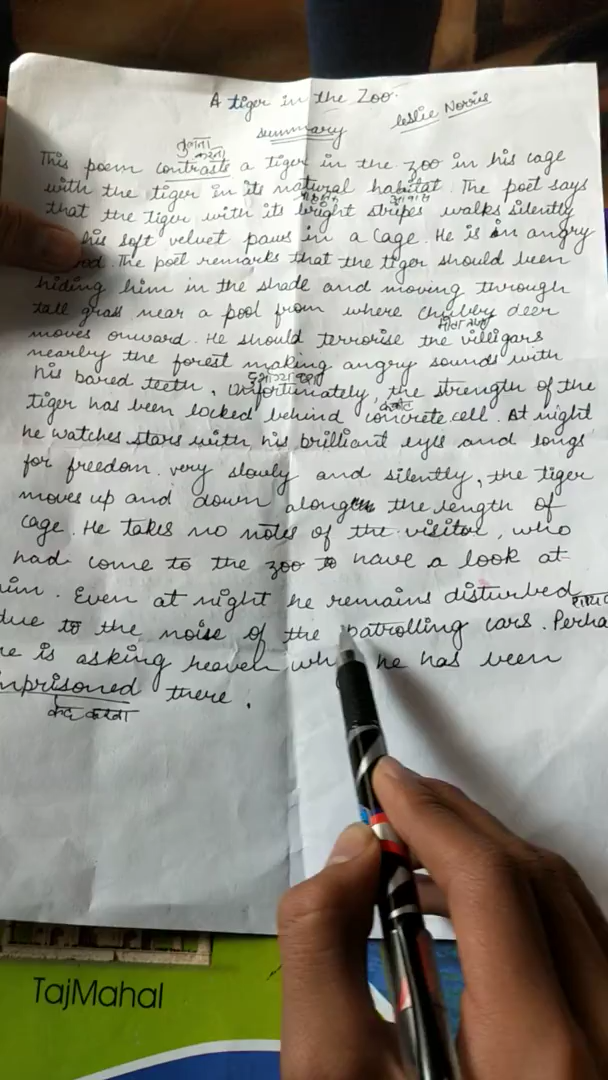 A tiger in the Zoo.
leslie Norris
summary
तुलना
करना
This poem contrasts a tiger in the zoo in his cage
with the tiger in its natural habitat. The poet says
that the tiger with its bright stripes walks silently
his soft velvet paws in a cage. He is in angry
The poet remarks that the tiger should been
hiding him in the shade and moving through
tall grass near a pool from where chubby deer
moves onward. He should terrorise the villigars
nearby the forest making angry sounds with
his bared teeth. Unfortunately, the strength of the
tiger has been locked behind concrete cell. At night
he watches stars with his brilliant eyes and longs
for freedom. very slowly and silently, the tiger
moves up and down along the length of
cage. He takes no notes of the visitor, who
had come to the zoo to have a look at
him. Even at night he remains disturbed
due to the noise of the patrolling cars. Perha
he is asking heaven why he has been
imprisoned there.
कैद करना
TajMahal